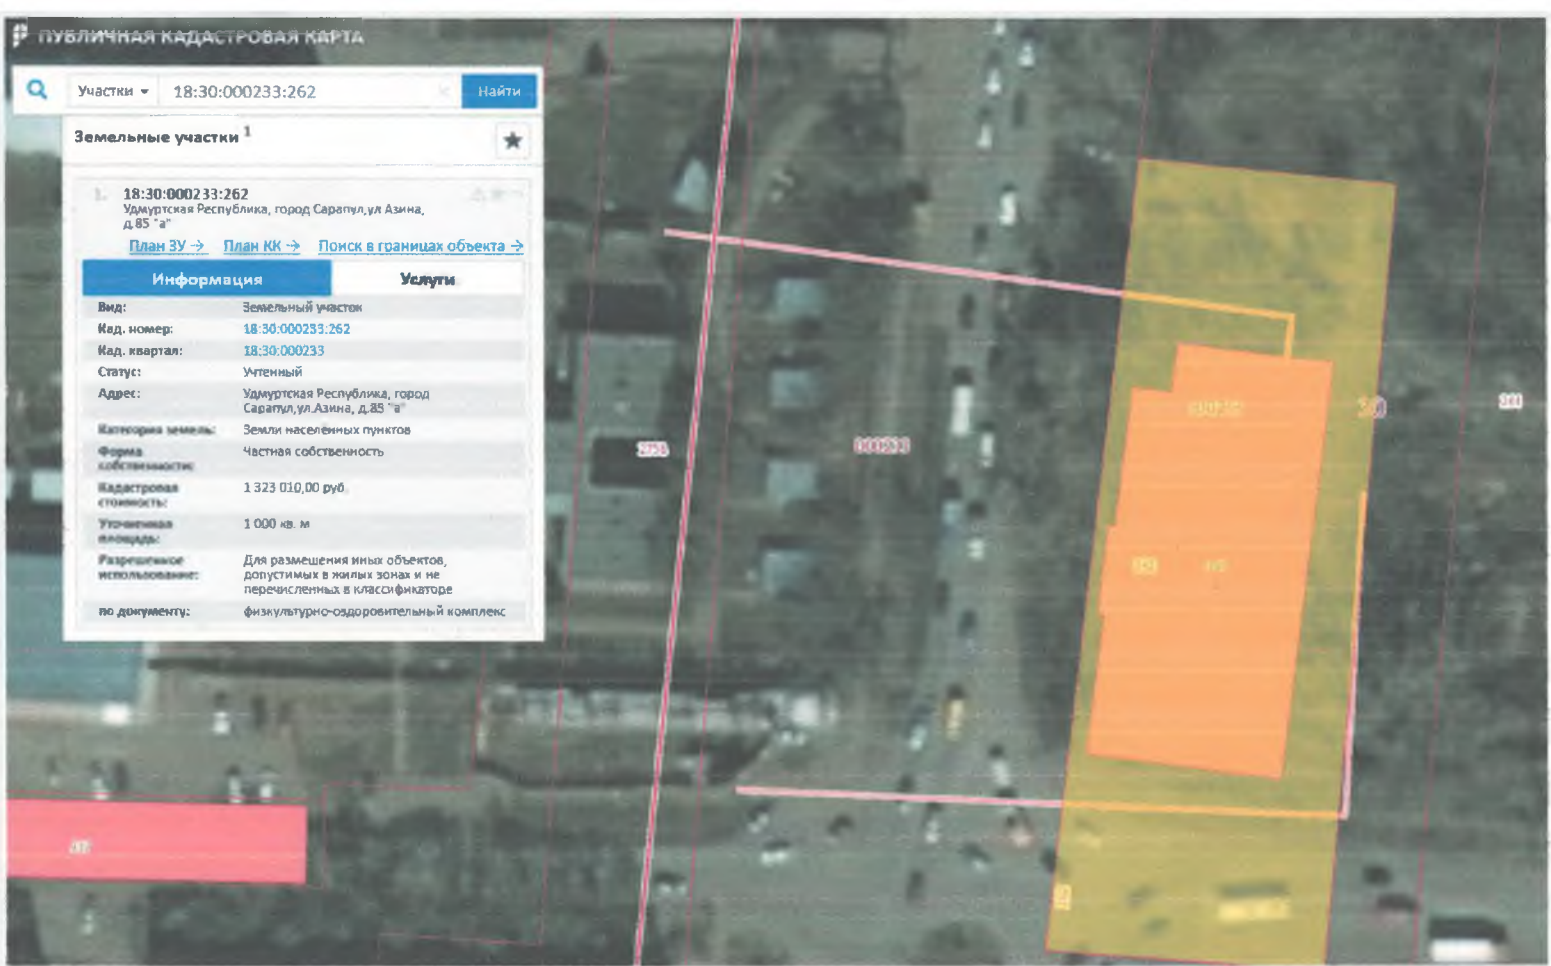 ПУБЛИЧНАЯ КАДАСТРОВАЯ КАРТА
Участки 18:30:000233:262 Найти
Земельные участки 1
1. 18:30:000233:262
Удмуртская Республика, город Сарапул,ул Азина,
д.85 "а"
План ЗУ → План КК → Поиск в границах объекта →
Информация Услуги
Вид: Земельный участок
Кад. номер: 18:30:000233:262
Кад. квартал: 18:30:000233
Статус: Учтенный
Адрес: Удмуртская Республика, город
Сарапул,ул.Азина, д.85 "а"
Категория земель: Земли населенных пунктов
Форма
собственности: Частная собственность
Кадастровая
стоимость: 1 323 010,00 руб.
Уточненная
площадь: 1 000 кв. м
Разрешенное
использование: Для размещения иных объектов,
допустимых в жилых зонах и не
перечисленных в классификаторе
по документу: физкультурно-оздоровительный комплекс
000233